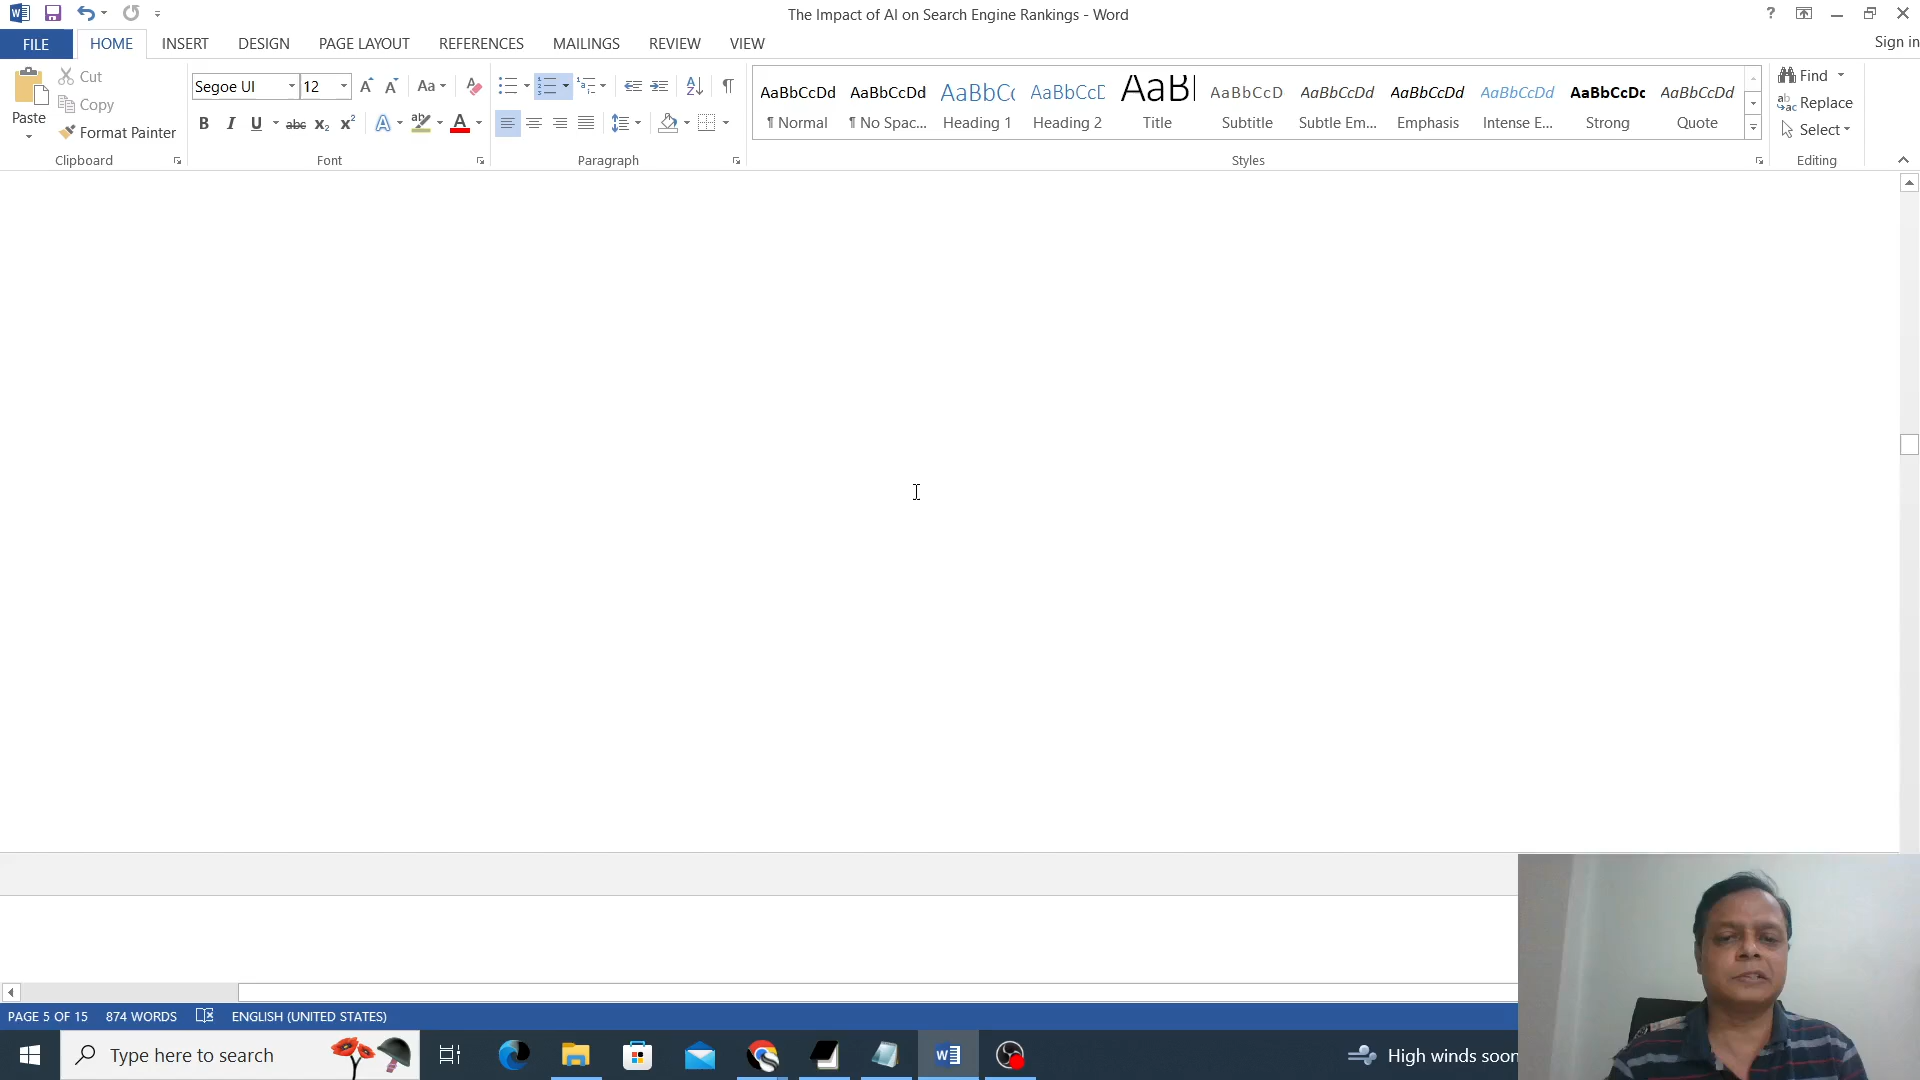 The Impact of AI on Search Engine Rankings - Word
FILE
HOME
INSERT
DESIGN
PAGE LAYOUT
REFERENCES
MAILINGS
REVIEW
VIEW
Sign in
Paste
Cut
Copy
Format Painter
Clipboard
Segoe UI
12
Font
Paragraph
AaBbCcDd
¶ Normal
AaBbCcDd
¶ No Spac...
AaBbCc
Heading 1
AaBbCcD
Heading 2
AaB
Title
AaBbCcD
Subtitle
AaBbCcDd
Subtle Em...
AaBbCcDd
Emphasis
AaBbCcDd
Intense E...
AaBbCcDc
Strong
AaBbCcDd
Quote
Styles
Find
Replace
Select
Editing
PAGE 5 OF 15
874 WORDS
ENGLISH (UNITED STATES)
Type here to search
High winds soon